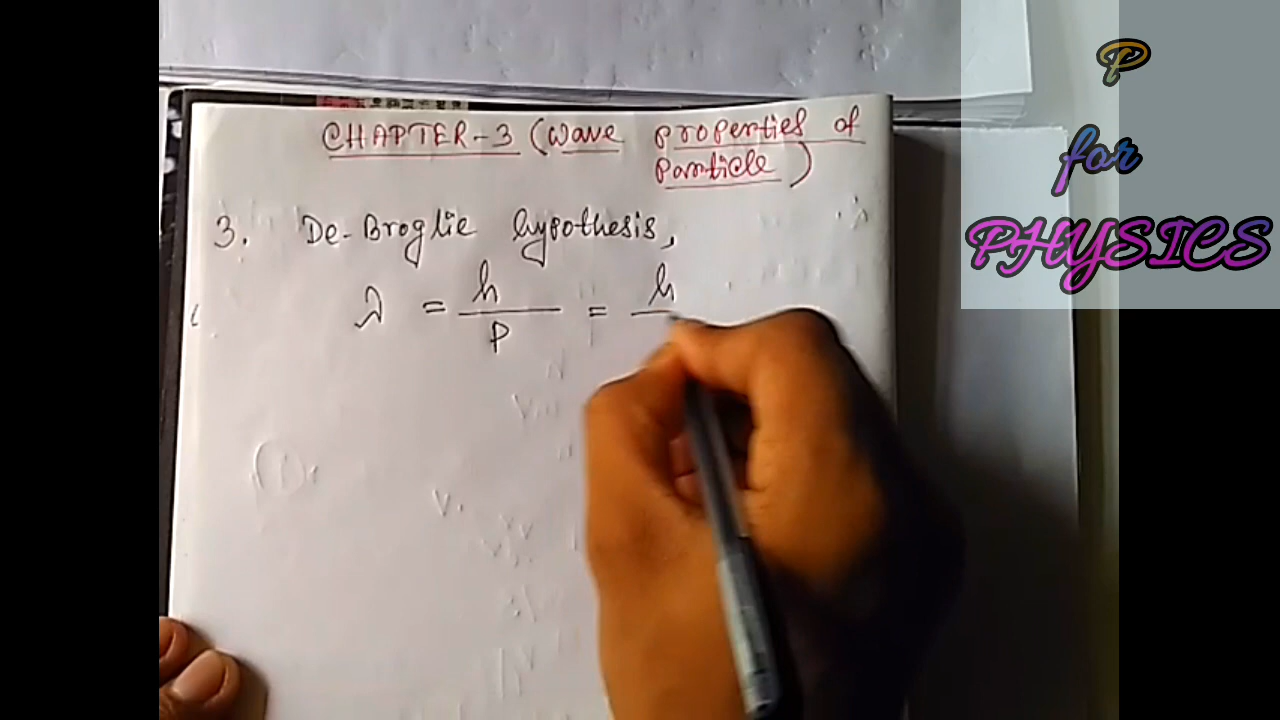 CHAPTER-3 (Wave properties of
Particle)
3. De-Broglie hypothesis,
λ = h/P = h
P
for
PHYSICS